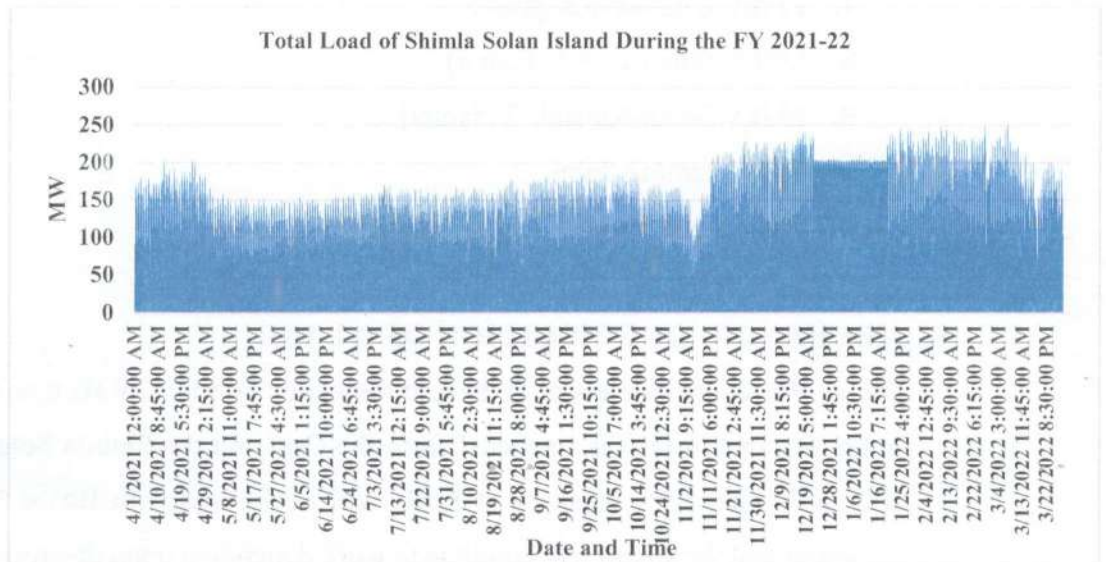 Total Load of Shimla Solan Island During the FY 2021-22
300
250
200
150
100
50
0
MW
4/1/2021 12:00:00 AM
4/10/2021 8:45:00 AM
4/19/2021 5:30:00 PM
4/29/2021 2:15:00 AM
5/8/2021 11:00:00 AM
5/17/2021 7:45:00 PM
5/27/2021 4:30:00 AM
6/5/2021 1:15:00 PM
6/14/2021 10:00:00 PM
6/24/2021 6:45:00 AM
7/3/2021 3:30:00 PM
7/13/2021 12:15:00 AM
7/22/2021 9:00:00 AM
7/31/2021 5:45:00 PM
8/10/2021 2:30:00 AM
8/19/2021 11:15:00 AM
8/28/2021 8:00:00 PM
9/7/2021 4:45:00 AM
9/16/2021 1:30:00 PM
9/25/2021 10:15:00 PM
10/5/2021 7:00:00 AM
10/14/2021 3:45:00 PM
10/24/2021 12:30:00 AM
11/2/2021 9:15:00 AM
11/11/2021 6:00:00 PM
11/21/2021 2:45:00 AM
11/30/2021 11:30:00 AM
12/9/2021 8:15:00 PM
12/19/2021 5:00:00 AM
12/28/2021 1:45:00 PM
1/6/2022 10:30:00 PM
1/16/2022 7:15:00 AM
1/25/2022 4:00:00 PM
2/4/2022 12:45:00 AM
2/13/2022 9:30:00 AM
2/22/2022 6:15:00 PM
3/4/2022 3:00:00 AM
3/13/2022 11:45:00 AM
3/22/2022 8:30:00 PM
Date and Time